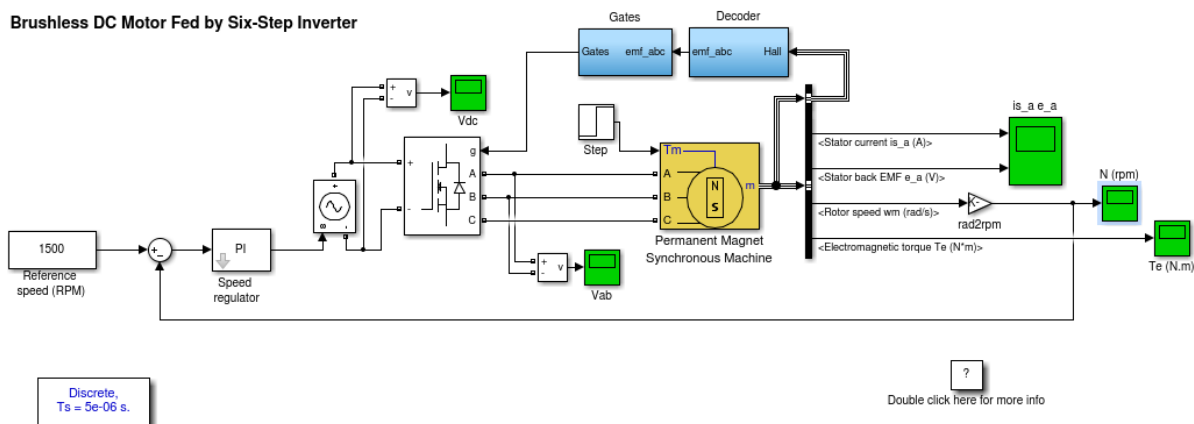 Brushless DC Motor Fed by Six-Step Inverter
Gates
Decoder
Gates emf_abc
emf_abc Hall
+
-
v
Vdc
Step
is_a e_a
<Stator current is_a (A)>
<Stator back EMF e_a (V)>
N (rpm)
g
+
A
B
-
C
Tm
A
B
C
N
S
m
Permanent Magnet
Synchronous Machine
<Rotor speed wm (rad/s)>
K-
rad2rpm
<Electromagnetic torque Te (N*m)>
Te (N.m)
1500
Reference
speed (RPM)
+
-
PI
Speed
regulator
+
-
v
Vab
Discrete,
Ts = 5e-06 s.
?
Double click here for more info